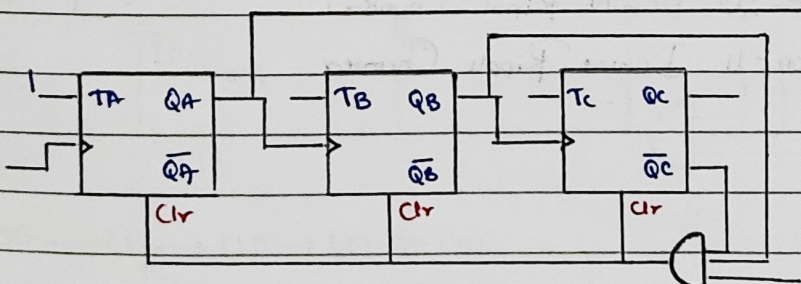 1 TA QA TB QB TC QC
Q̅A̅ Q̅B̅ Q̅C̅
Clr Clr Clr